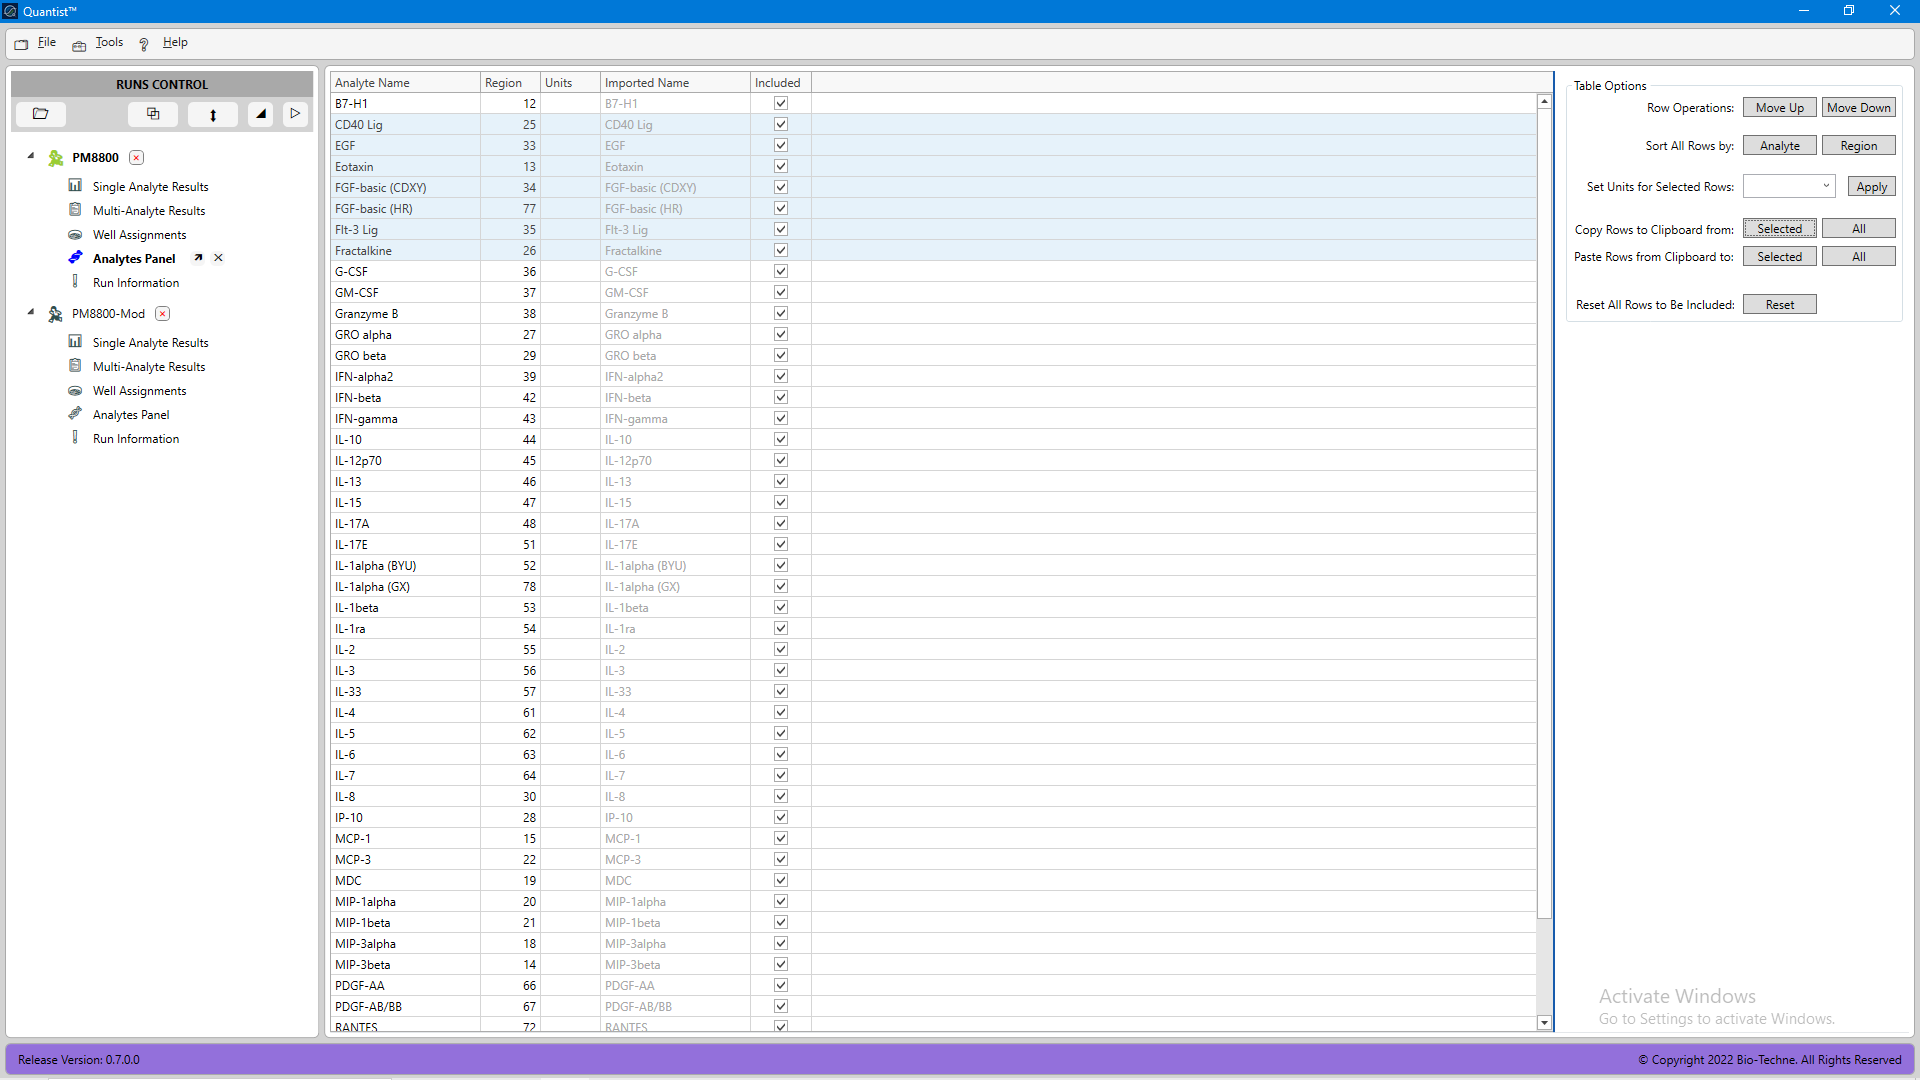 Quantist™
File Tools ? Help
RUNS CONTROL
PM8800
Single Analyte Results
Multi-Analyte Results
Well Assignments
Analytes Panel
Run Information
PM8800-Mod
Single Analyte Results
Multi-Analyte Results
Well Assignments
Analytes Panel
Run Information
Analyte Name Region Units Imported Name Included
B7-H1 12 B7-H1
CD40 Lig 25 CD40 Lig
EGF 33 EGF
Eotaxin 13 Eotaxin
FGF-basic (CDXY) 34 FGF-basic (CDXY)
FGF-basic (HR) 77 FGF-basic (HR)
Flt-3 Lig 35 Flt-3 Lig
Fractalkine 26 Fractalkine
G-CSF 36 G-CSF
GM-CSF 37 GM-CSF
Granzyme B 38 Granzyme B
GRO alpha 27 GRO alpha
GRO beta 29 GRO beta
IFN-alpha2 39 IFN-alpha2
IFN-beta 42 IFN-beta
IFN-gamma 43 IFN-gamma
IL-10 44 IL-10
IL-12p70 45 IL-12p70
IL-13 46 IL-13
IL-15 47 IL-15
IL-17A 48 IL-17A
IL-17E 51 IL-17E
IL-1alpha (BYU) 52 IL-1alpha (BYU)
IL-1alpha (GX) 78 IL-1alpha (GX)
IL-1beta 53 IL-1beta
IL-1ra 54 IL-1ra
IL-2 55 IL-2
IL-3 56 IL-3
IL-33 57 IL-33
IL-4 61 IL-4
IL-5 62 IL-5
IL-6 63 IL-6
IL-7 64 IL-7
IL-8 30 IL-8
IP-10 28 IP-10
MCP-1 15 MCP-1
MCP-3 22 MCP-3
MDC 19 MDC
MIP-1alpha 20 MIP-1alpha
MIP-1beta 21 MIP-1beta
MIP-3alpha 18 MIP-3alpha
MIP-3beta 14 MIP-3beta
PDGF-AA 66 PDGF-AA
PDGF-AB/BB 67 PDGF-AB/BB
RANTES 72 RANTES
Table Options
Row Operations: Move Up Move Down
Sort All Rows by: Analyte Region
Set Units for Selected Rows: Apply
Copy Rows to Clipboard from: Selected All
Paste Rows from Clipboard to: Selected All
Reset All Rows to Be Included: Reset
Activate Windows
Go to Settings to activate Windows.
Release Version: 0.7.0.0
© Copyright 2022 Bio-Techne. All Rights Reserved